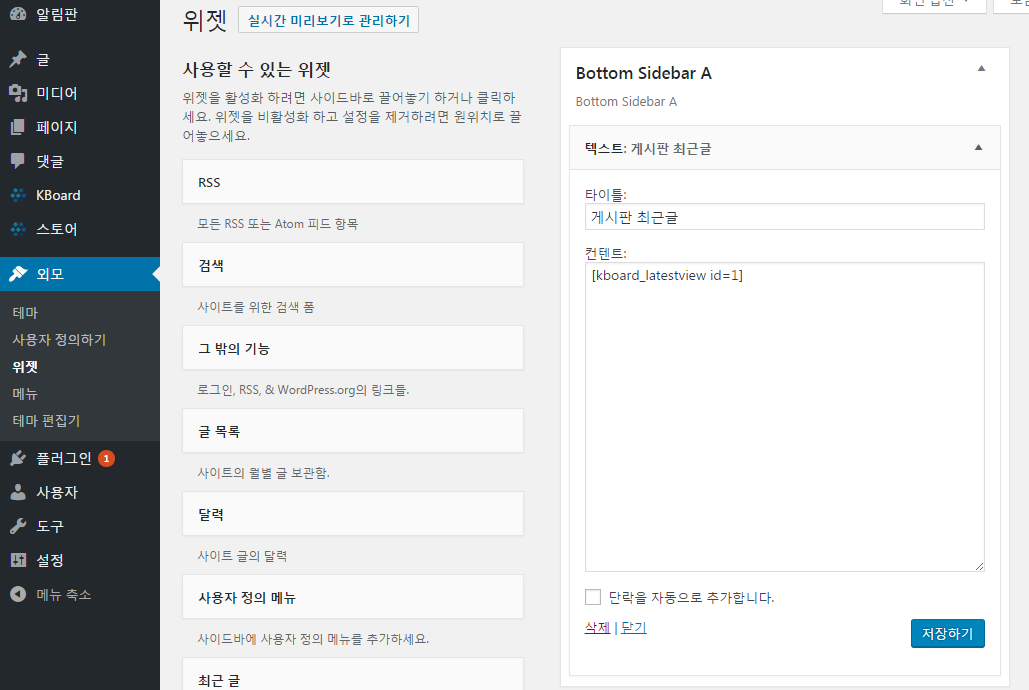 알림판
글
미디어
페이지
댓글
KBoard
스토어
외모
테마
사용자 정의하기
위젯
메뉴
테마 편집기
플러그인 1
사용자
도구
설정
메뉴 축소
위젯 실시간 미리보기로 관리하기
사용할 수 있는 위젯
위젯을 활성화 하려면 사이드바로 끌어놓기 하거나 클릭하
세요. 위젯을 비활성화 하고 설정을 제거하려면 원위치로 끌
어놓으세요.
RSS
모든 RSS 또는 Atom 피드 항목
검색
사이트를 위한 검색 폼
그 밖의 기능
로그인, RSS, & WordPress.org의 링크들.
글 목록
사이트의 월별 글 보관함.
달력
사이트 글의 달력
사용자 정의 메뉴
사이드바에 사용자 정의 메뉴를 추가하세요.
최근 글
Bottom Sidebar A
Bottom Sidebar A
텍스트: 게시판 최근글
타이틀:
게시판 최근글
컨텐트:
[kboard_latestview id=1]
단락을 자동으로 추가합니다.
삭제 | 닫기
저장하기